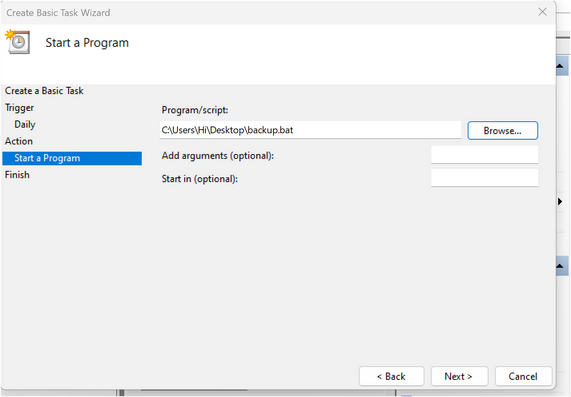 Create Basic Task Wizard
Start a Program
Create a Basic Task
Trigger
Daily
Action
Start a Program
Finish
Program/script:
C:\Users\Hi\Desktop\backup.bat
Browse...
Add arguments (optional):
Start in (optional):
< Back
Next >
Cancel